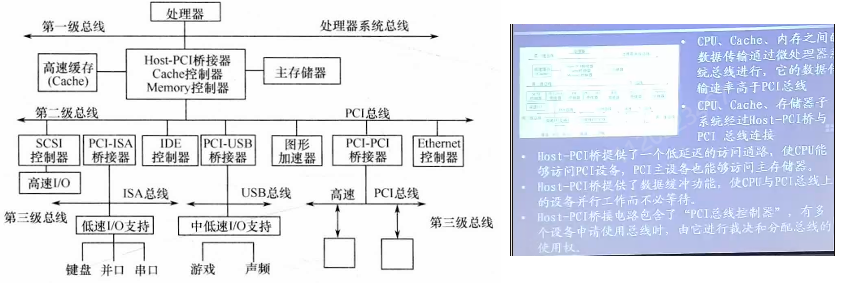 处理器
第一级总线
处理器系统总线
高速缓存
(Cache)
Host-PCI桥接器
Cache控制器
Memory控制器
主存储器
第二级总线
PCI总线
SCSI
控制器
PCI-ISA
桥接器
IDE
控制器
PCI-USB
桥接器
图形
加速器
PCI-PCI
桥接器
Ethernet
控制器
高速I/O
ISA总线
USB总线
高速
PCI总线
第三级总线
低速I/O支持
中低速I/O支持
第三级总线
键盘
并口
串口
游戏
声频
• CPU、Cache、内存之间的
数据传输通过微处理器系
统总线进行，它的数据传
输速率高于PCI总线
• CPU、Cache、存储器子
系统经过Host-PCI桥与
PCI 总线连接
• Host-PCI桥提供了一个低延迟的访问通路，使CPU能
够访问PCI设备，PCI主设备也能够访问主存储器。
• Host-PCI桥提供了数据缓冲功能，使CPU与PCI总线上
的设备并行工作而不必等待。
• Host-PCI桥接电路包含了“PCI总线控制器”，有多
个设备申请使用总线时，由它进行裁决和分配总线的
使用权.